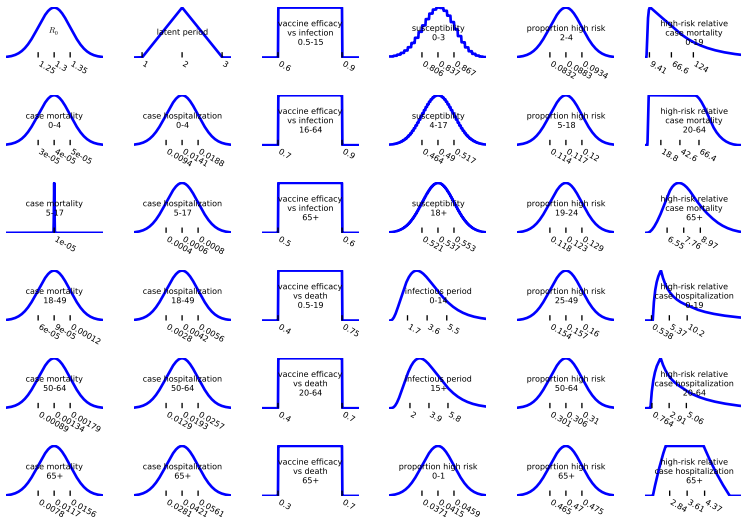 R₀
1.25 1.3 1.35
latent period
1 2 3
vaccine efficacy
vs infection
0.5-15
0.6 0.9
susceptibility
0-3
0.806 0.837 0.867
proportion high risk
2-4
0.0832 0.0883 0.0934
high-risk relative
case mortality
0-19
9.41 66.6 124
case mortality
0-4
3e-05 4e-05 5e-05
case hospitalization
0-4
0.0094 0.0141 0.0188
vaccine efficacy
vs infection
16-64
0.7 0.9
susceptibility
4-17
0.464 0.49 0.517
proportion high risk
5-18
0.114 0.117 0.12
high-risk relative
case mortality
20-64
18.8 42.6 66.4
case mortality
5-17
1e-05
case hospitalization
5-17
0.0004 0.0006 0.0008
vaccine efficacy
vs infection
65+
0.5 0.6
susceptibility
18+
0.521 0.537 0.553
proportion high risk
19-24
0.118 0.123 0.129
high-risk relative
case mortality
65+
6.55 7.76 8.97
case mortality
18-49
6e-05 9e-05 0.00012
case hospitalization
18-49
0.0028 0.0042 0.0056
vaccine efficacy
vs death
0.5-19
0.4 0.75
infectious period
0-14
1.7 3.6 5.5
proportion high risk
25-49
0.154 0.157 0.16
high-risk relative
case hospitalization
0-19
0.538 5.37 10.2
case mortality
50-64
0.00089 0.00134 0.00179
case hospitalization
50-64
0.0129 0.0193 0.0257
vaccine efficacy
vs death
20-64
0.4 0.7
infectious period
15+
2 3.9 5.8
proportion high risk
50-64
0.301 0.306 0.31
high-risk relative
case hospitalization
20-64
0.764 2.91 5.06
case mortality
65+
0.0078 0.0117 0.0156
case hospitalization
65+
0.0281 0.0421 0.0561
vaccine efficacy
vs death
65+
0.3 0.7
proportion high risk
0-1
0.0371 0.0415 0.0459
proportion high risk
65+
0.465 0.47 0.475
high-risk relative
case hospitalization
65+
2.84 3.61 4.37